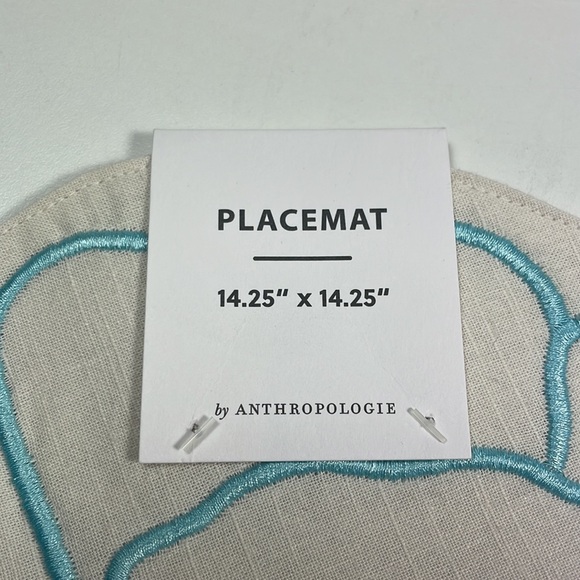 PLACEMAT
14.25" x 14.25"
by ANTHROPOLOGIE